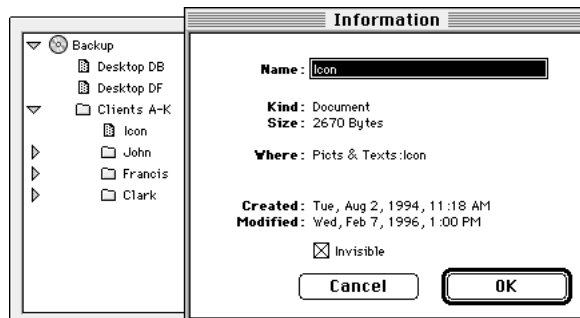 Backup
Desktop DB
Desktop DF
Clients A-K
Icon
John
Francis
Clark
Information
Name: Icon
Kind: Document
Size: 2670 Bytes
Where: Picts & Texts:Icon
Created: Tue, Aug 2, 1994, 11:18 AM
Modified: Wed, Feb 7, 1996, 1:00 PM
Invisible
Cancel OK